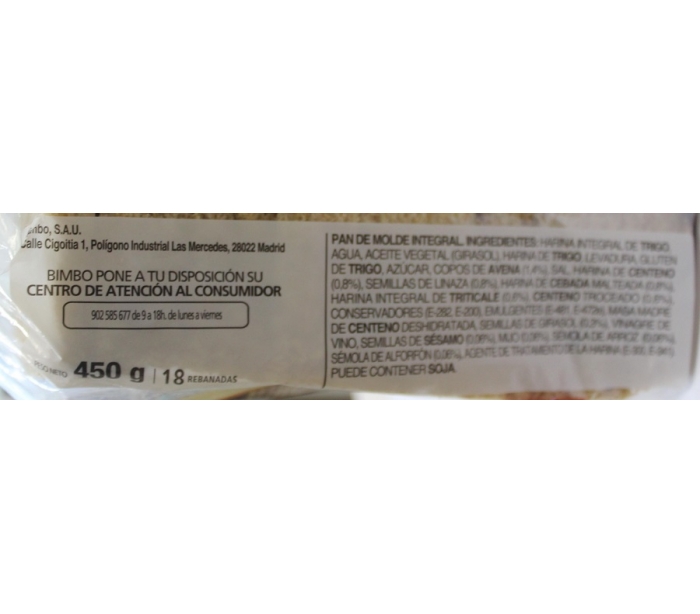 mbo, S.A.U.
Calle Cigoitia 1, Polígono Industrial Las Mercedes, 28022 Madrid
BIMBO PONE A TU DISPOSICIÓN SU
CENTRO DE ATENCIÓN AL CONSUMIDOR
902 585 677 de 9 a 18h. de lunes a viernes
PESO NETO 450 g | 18 REBANADAS
PAN DE MOLDE INTEGRAL. INGREDIENTES: HARINA INTEGRAL DE TRIGO,
AGUA, ACEITE VEGETAL (GIRASOL), HARINA DE TRIGO, LEVADURA, GLUTEN
DE TRIGO, AZÚCAR, COPOS DE AVENA (1,4%), SAL, HARINA DE CENTENO
(0,8%), SEMILLAS DE LINAZA (0,8%), HARINA DE CEBADA MALTEADA (0,8%),
HARINA INTEGRAL DE TRITICALE (0,6%), CENTENO TROCEADO (0,6%),
CONSERVADORES (E-282, E-200), EMULGENTES (E-481, E-472e), MASA MADRE
DE CENTENO DESHIDRATADA, SEMILLAS DE GIRASOL (0,3%), VINAGRE DE
VINO, SEMILLAS DE SÉSAMO (0,06%), MIJO (0,06%), SÉMOLA DE ARROZ (0,06%),
SÉMOLA DE ALFORFÓN (0,06%), AGENTE DE TRATAMIENTO DE LA HARINA (E-300,
PUEDE CONTENER SOJA.